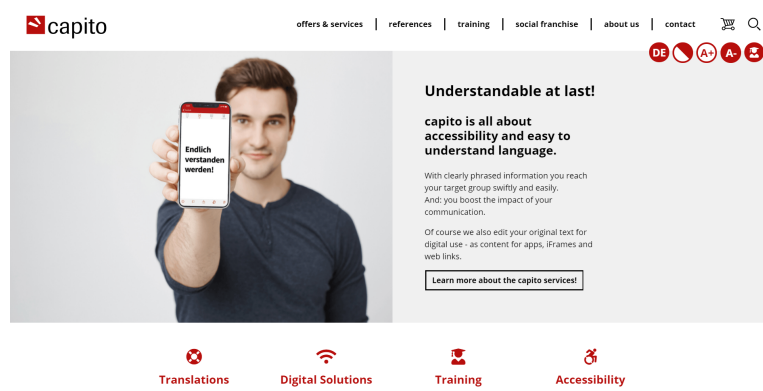 capito
offers & services
references
training
social franchise
about us
contact
DE
A+
A-
Endlich
verstanden
werden!
Understandable at last!
capito is all about
accessibility and easy to
understand language.
With clearly phrased information you reach
your target group swiftly and easily.
And: you boost the impact of your
communication.
Of course we also edit your original text for
digital use - as content for apps, iFrames and
web links.
Learn more about the capito services!
Translations
Digital Solutions
Training
Accessibility